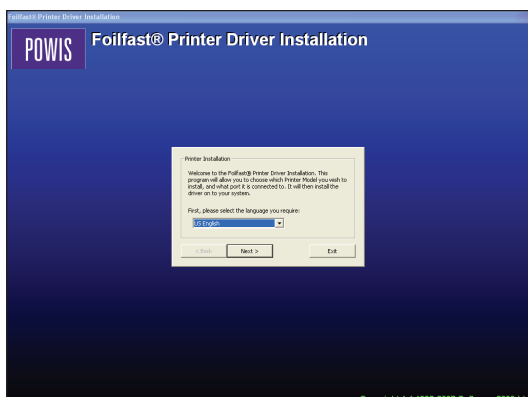 Foilfast® Printer Driver Installation
POWIS
Foilfast® Printer Driver Installation
Printer Installation
Welcome to the Foilfast® Printer Driver Installation. This
program will allow you to choose which Printer Model you wish to
install, and what port it is connected to. It will then install the
driver on to your system.
First, please select the language you require:
US English
< Back
Next >
Exit